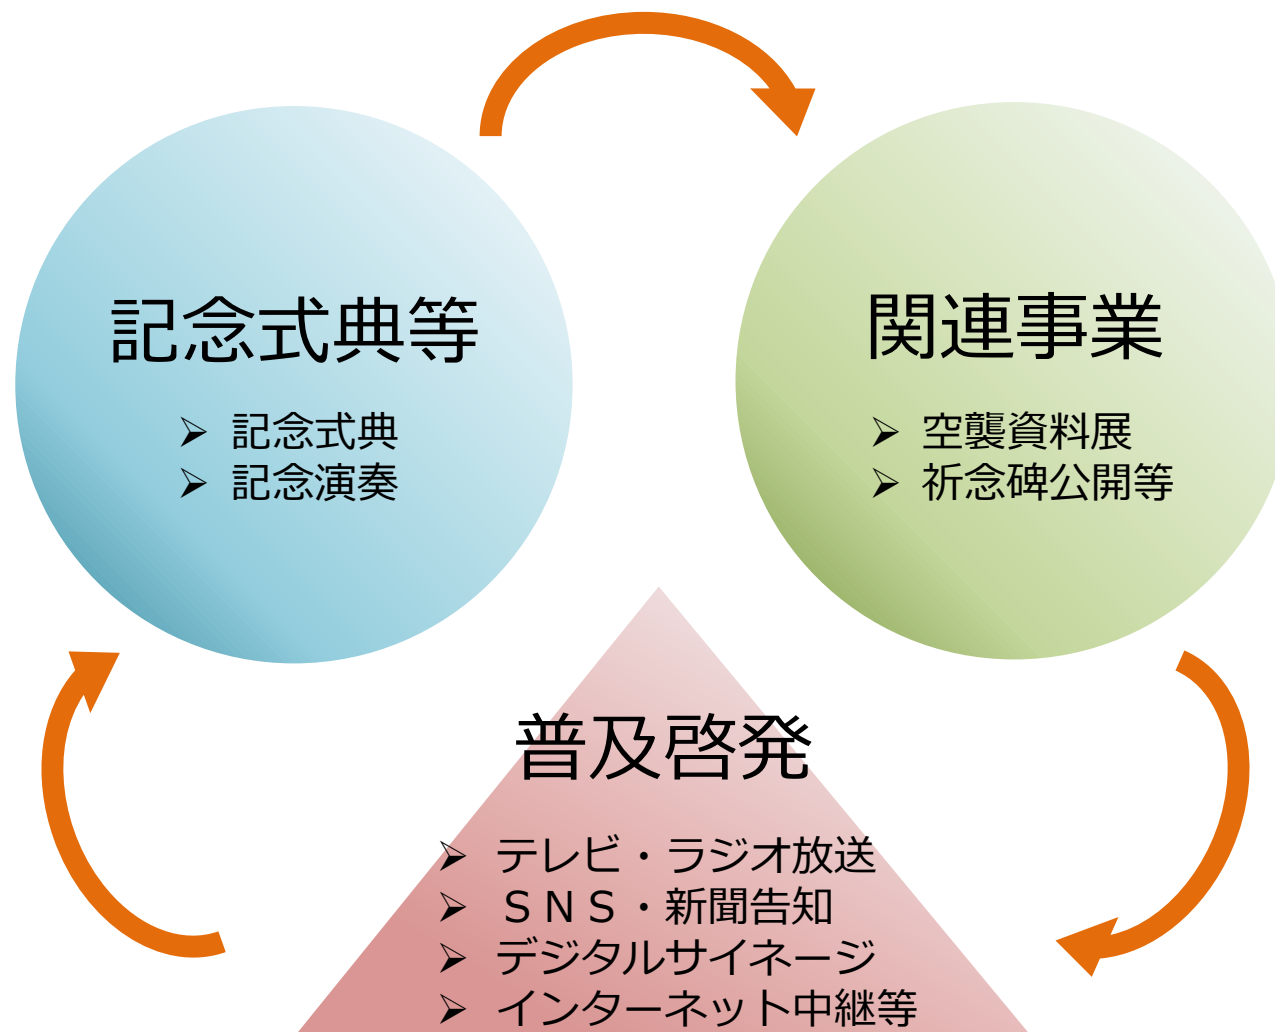 記念式典等
➢ 記念式典
➢ 記念演奏
関連事業
➢ 空襲資料展
➢ 祈念碑公開等
普及啓発
➢ テレビ・ラジオ放送
➢ ＳＮＳ・新聞告知
➢ デジタルサイネージ
➢ インターネット中継等